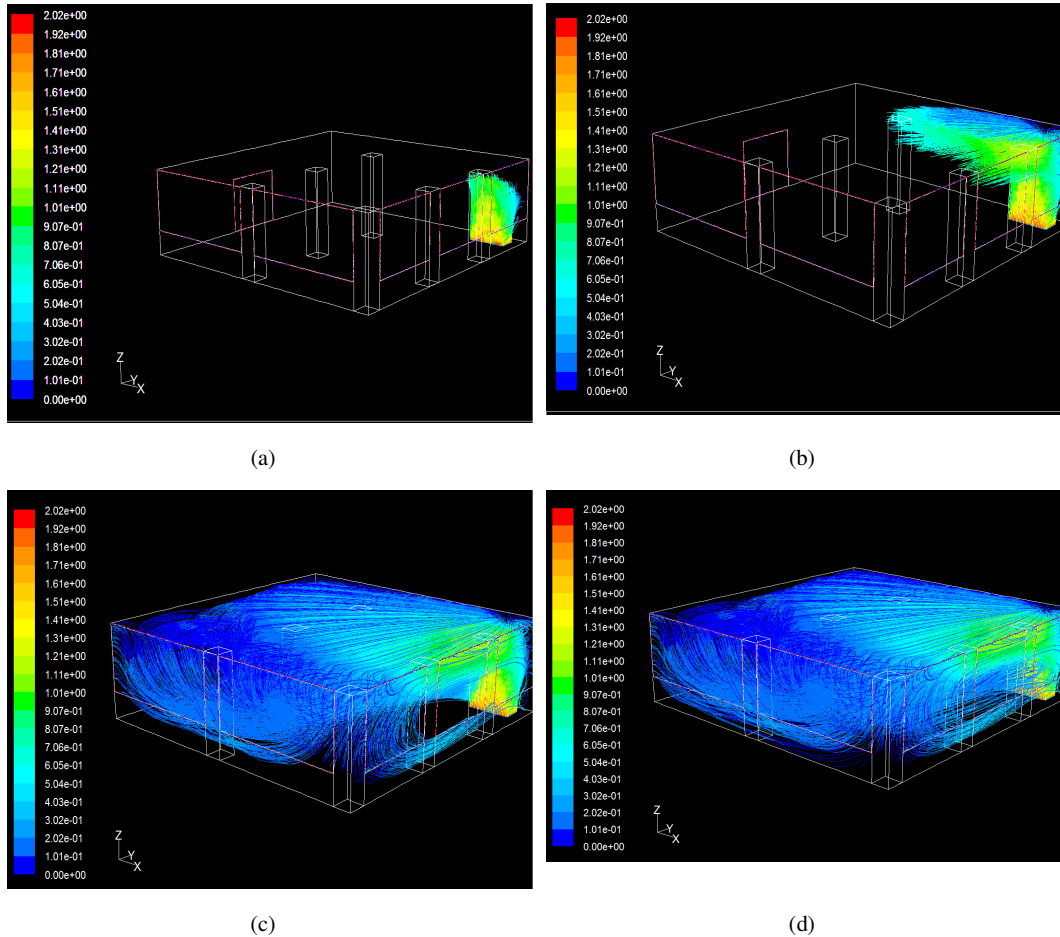 2.02e+00
1.92e+00
1.81e+00
1.71e+00
1.61e+00
1.51e+00
1.41e+00
1.31e+00
1.21e+00
1.11e+00
1.01e+00
9.07e-01
8.07e-01
7.06e-01
6.05e-01
5.04e-01
4.03e-01
3.02e-01
2.02e-01
1.01e-01
0.00e+00
Z
Y
X
(a)
2.02e+00
1.92e+00
1.81e+00
1.71e+00
1.61e+00
1.51e+00
1.41e+00
1.31e+00
1.21e+00
1.11e+00
1.01e+00
9.07e-01
8.07e-01
7.06e-01
6.05e-01
5.04e-01
4.03e-01
3.02e-01
2.02e-01
1.01e-01
0.00e+00
Z
Y
X
(b)
2.02e+00
1.92e+00
1.81e+00
1.71e+00
1.61e+00
1.51e+00
1.41e+00
1.31e+00
1.21e+00
1.11e+00
1.01e+00
9.07e-01
8.07e-01
7.06e-01
6.05e-01
5.04e-01
4.03e-01
3.02e-01
2.02e-01
1.01e-01
0.00e+00
Z
Y
X
(c)
2.02e+00
1.92e+00
1.81e+00
1.71e+00
1.61e+00
1.51e+00
1.41e+00
1.31e+00
1.21e+00
1.11e+00
1.01e+00
9.07e-01
8.07e-01
7.06e-01
6.05e-01
5.04e-01
4.03e-01
3.02e-01
2.02e-01
1.01e-01
0.00e+00
Z
Y
X
(d)